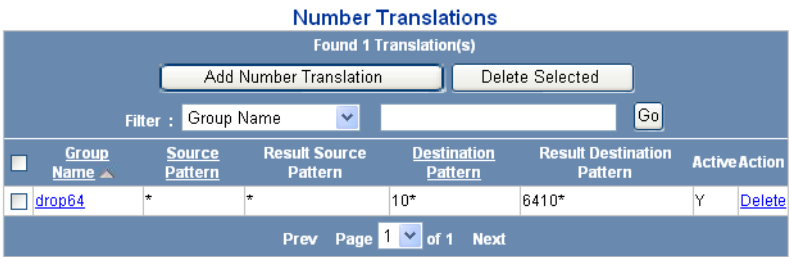 Number Translations
Found 1 Translation(s)
Add Number Translation Delete Selected
Filter : Group Name Go
Group Name Source Pattern Result Source Pattern Destination Pattern Result Destination Pattern Active Action
drop64 * * 10* 6410* Y Delete
Prev Page 1 of 1 Next